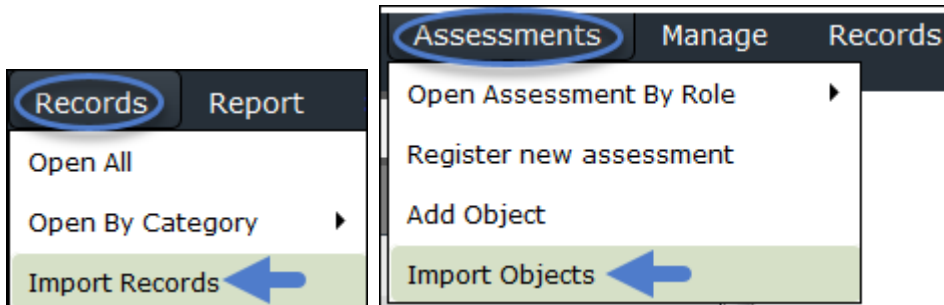 Records Report
Open All
Open By Category
Import Records
Assessments Manage Records
Open Assessment By Role
Register new assessment
Add Object
Import Objects